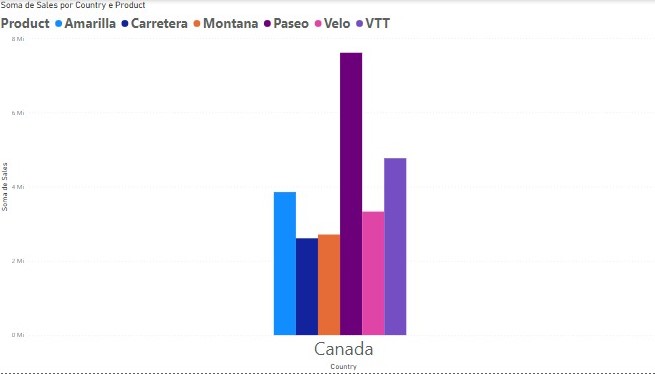 Soma de Sales por Country e Product
Product Amarilla Carretera Montana Paseo Velo VTT
8 Mi
6 Mi
4 Mi
2 Mi
0 Mi
Soma de Sales
Canada
Country